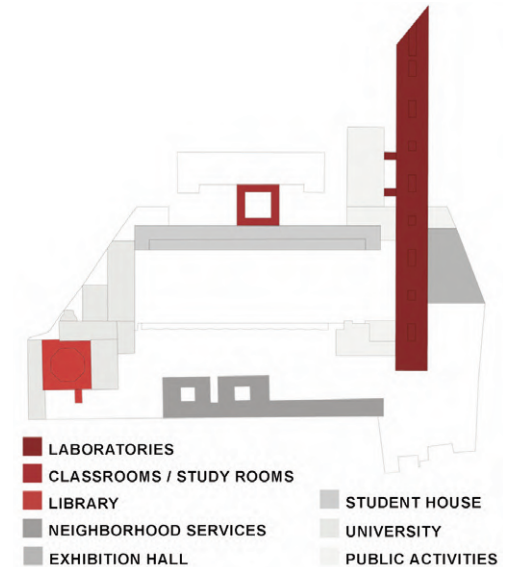 LABORATORIES
CLASSROOMS / STUDY ROOMS
LIBRARY
NEIGHBORHOOD SERVICES
EXHIBITION HALL
STUDENT HOUSE
UNIVERSITY
PUBLIC ACTIVITIES